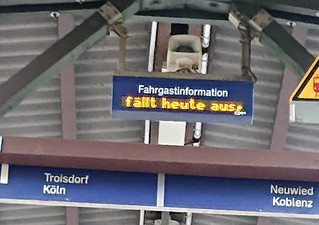 Fahrgastinformation
fällt heute aus,
Troisdorf
Köln
Neuwied
Koblenz